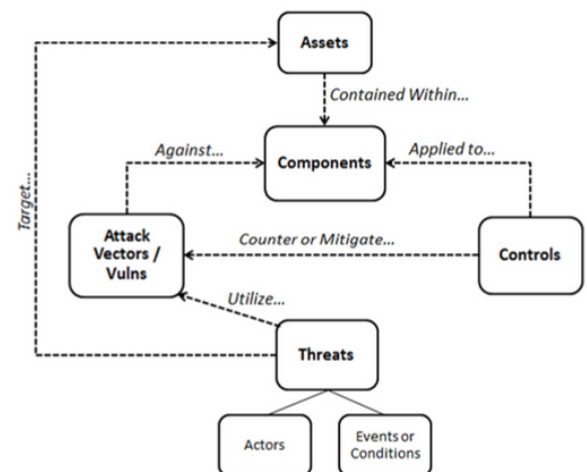 Assets
Contained Within...
Against...
Components
Applied to...
Target...
Attack
Vectors /
Vulns
Counter or Mitigate...
Controls
Utilize...
Threats
Actors
Events or
Conditions